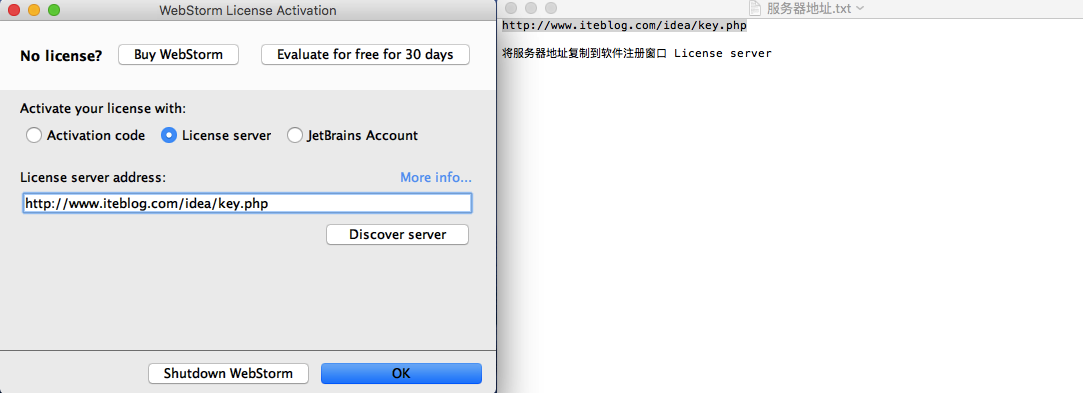 WebStorm License Activation
No license?
Buy WebStorm
Evaluate for free for 30 days
Activate your license with:
Activation code
License server
JetBrains Account
License server address:
More info...
http://www.iteblog.com/idea/key.php
Discover server
Shutdown WebStorm
OK
服务器地址.txt
http://www.iteblog.com/idea/key.php
将服务器地址复制到软件注册窗口 License server